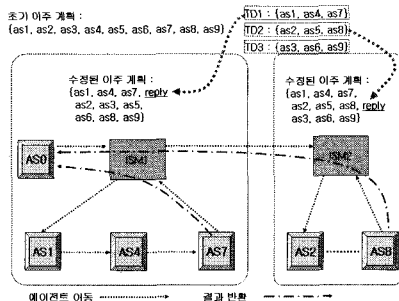 초기 이주 계획 :
{as1, as2, as3, as4, as5, as6, as7, as8, as9}
TD1 : {as1, as4, as7}
TD2 : {as2, as5, as8}
TD3 : {as3, as6, as9}
수정된 이주 계획 :
{as1, as4, as7, reply
as2, as3, as5,
as6, as8, as9}
수정된 이주 계획 :
{as1, as4, as7,
as2, as5, as8, reply
as3, as6, as9}
AS0
ISM1
ISM2
AS1
AS4
AS7
AS2
AS8
에이전트 이동
결과 반환